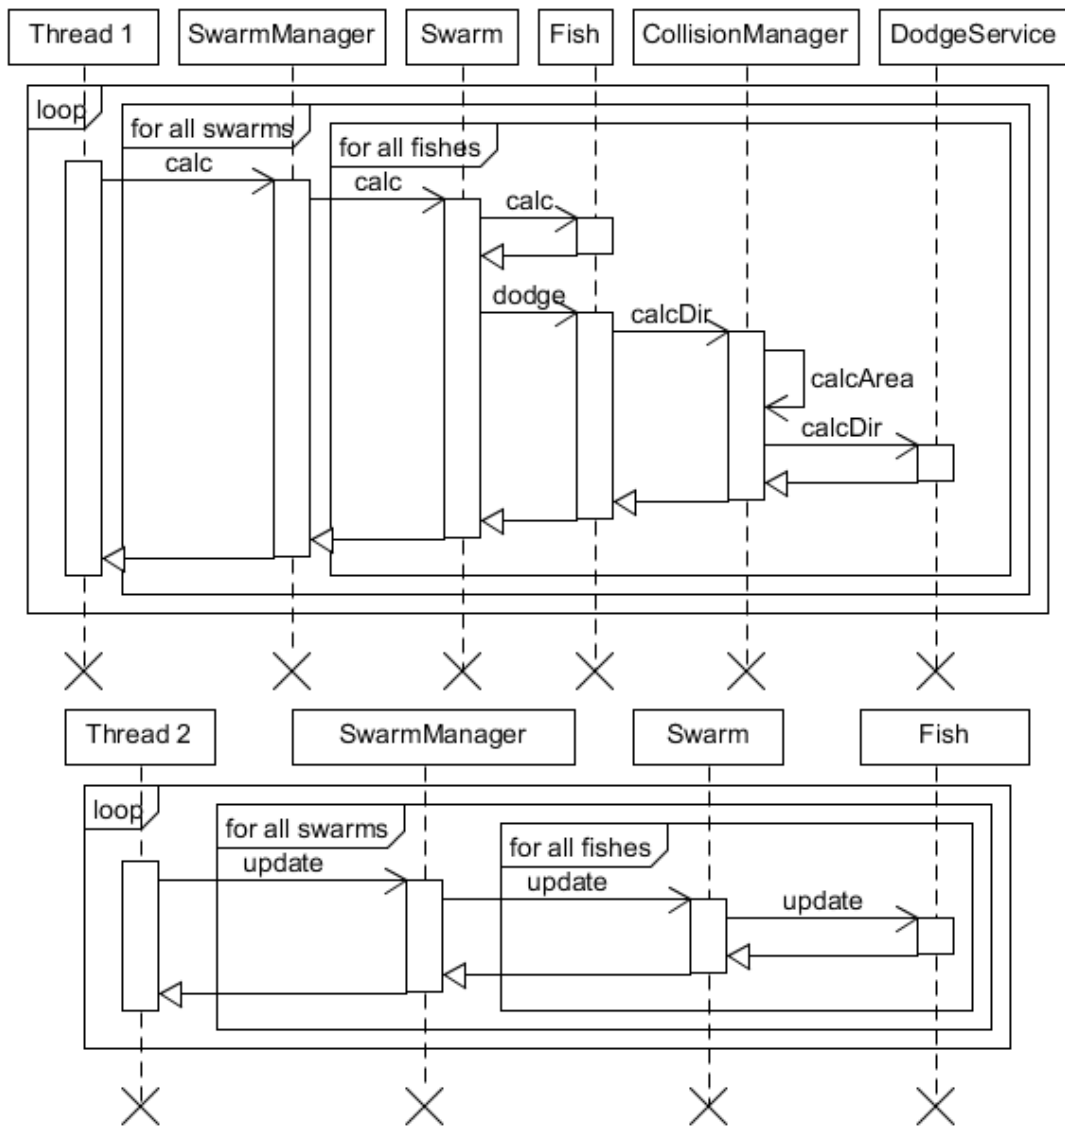 Thread 1
SwarmManager
Swarm
Fish
CollisionManager
DodgeService
loop
for all swarms
for all fishes
calc
calc
calc
dodge
calcDir
calcArea
calcDir
Thread 2
SwarmManager
Swarm
Fish
loop
for all swarms
for all fishes
update
update
update